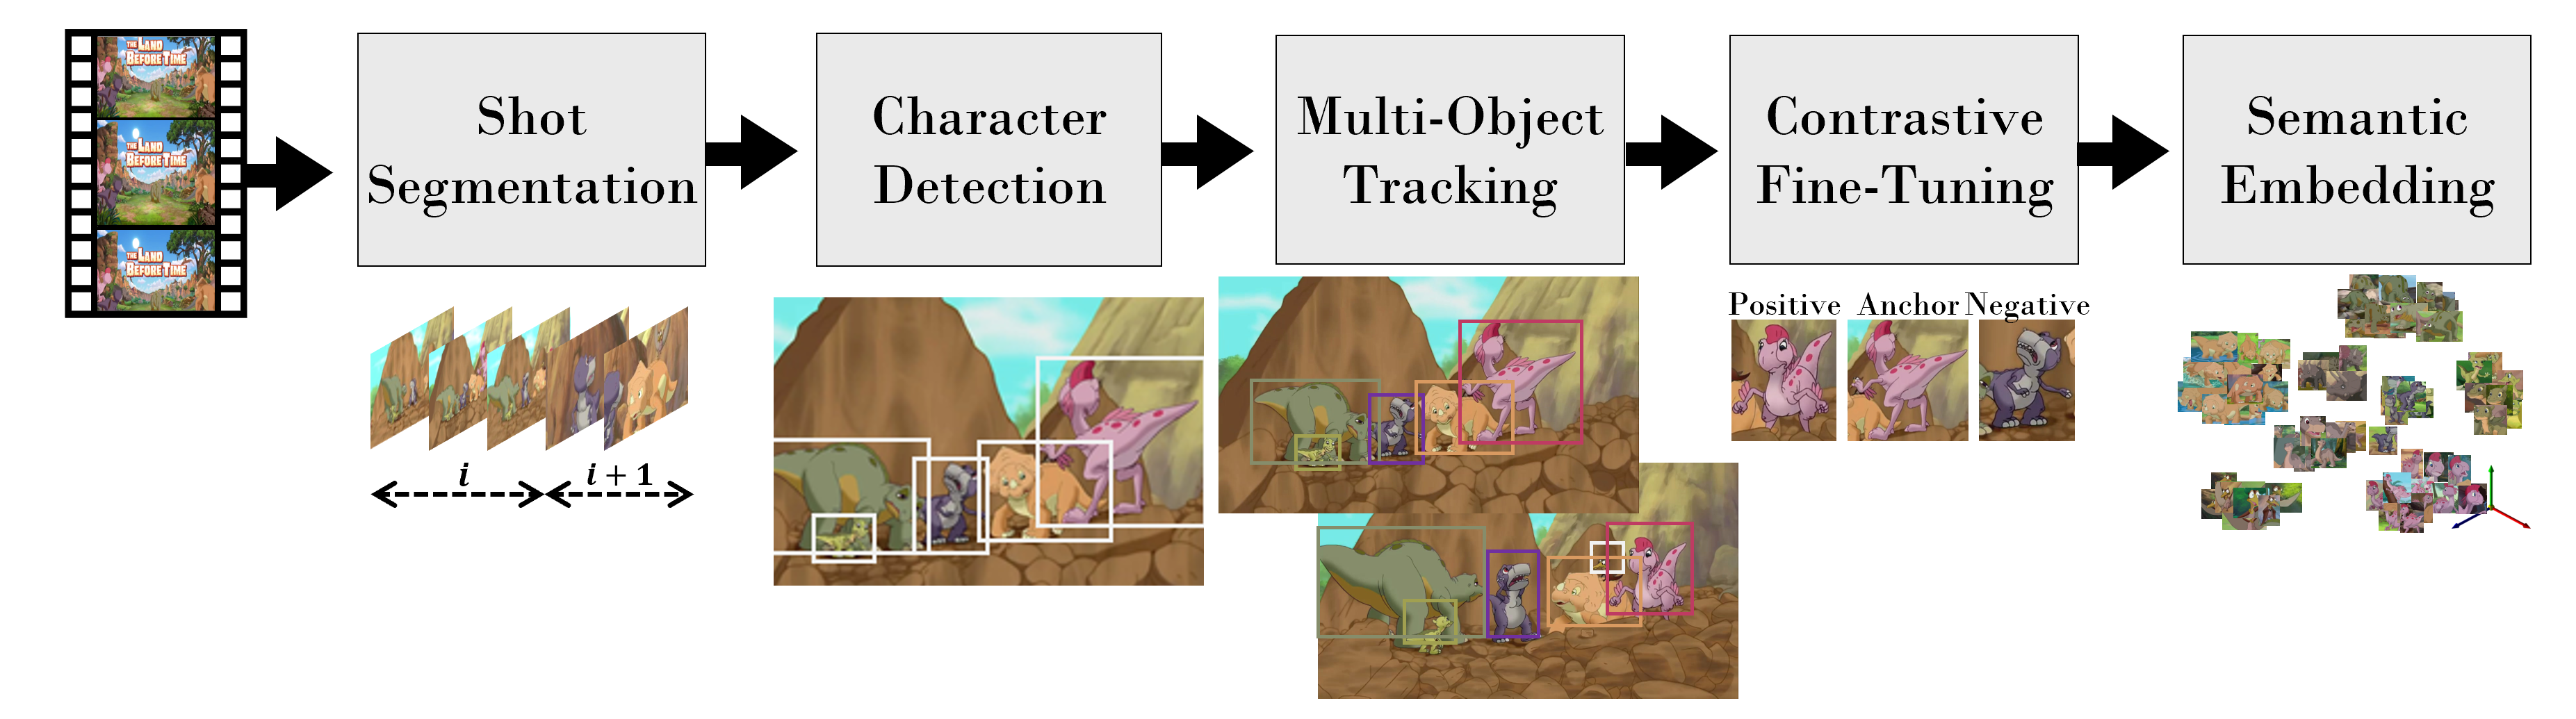 THE LAND
BEFORE TIME
THE LAND
BEFORE TIME
THE LAND
BEFORE TIME
Shot
Segmentation
Character
Detection
Multi-Object
Tracking
Contrastive
Fine-Tuning
Semantic
Embedding
i
i + 1
Positive Anchor Negative